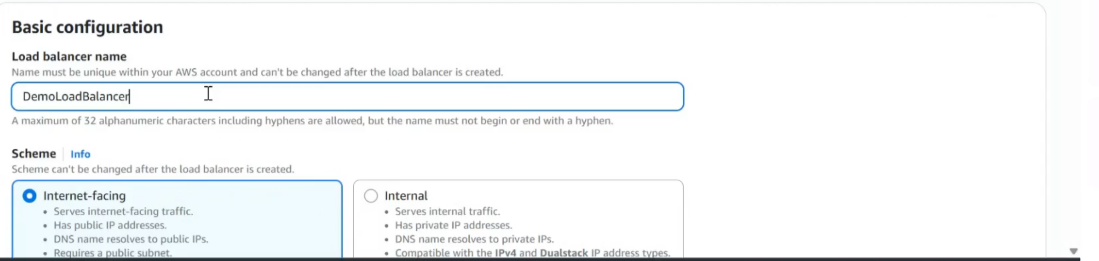 Basic configuration
Load balancer name
Name must be unique within your AWS account and can't be changed after the load balancer is created.
DemoLoadBalancer
A maximum of 32 alphanumeric characters including hyphens are allowed, but the name must not begin or end with a hyphen.
Scheme | Info
Scheme can't be changed after the load balancer is created.
Internet-facing
• Serves internet-facing traffic.
• Has public IP addresses.
• DNS name resolves to public IPs.
• Requires a public subnet.
Internal
• Serves internal traffic.
• Has private IP addresses.
• DNS name resolves to private IPs.
• Compatible with the IPv4 and Dualstack IP address types.